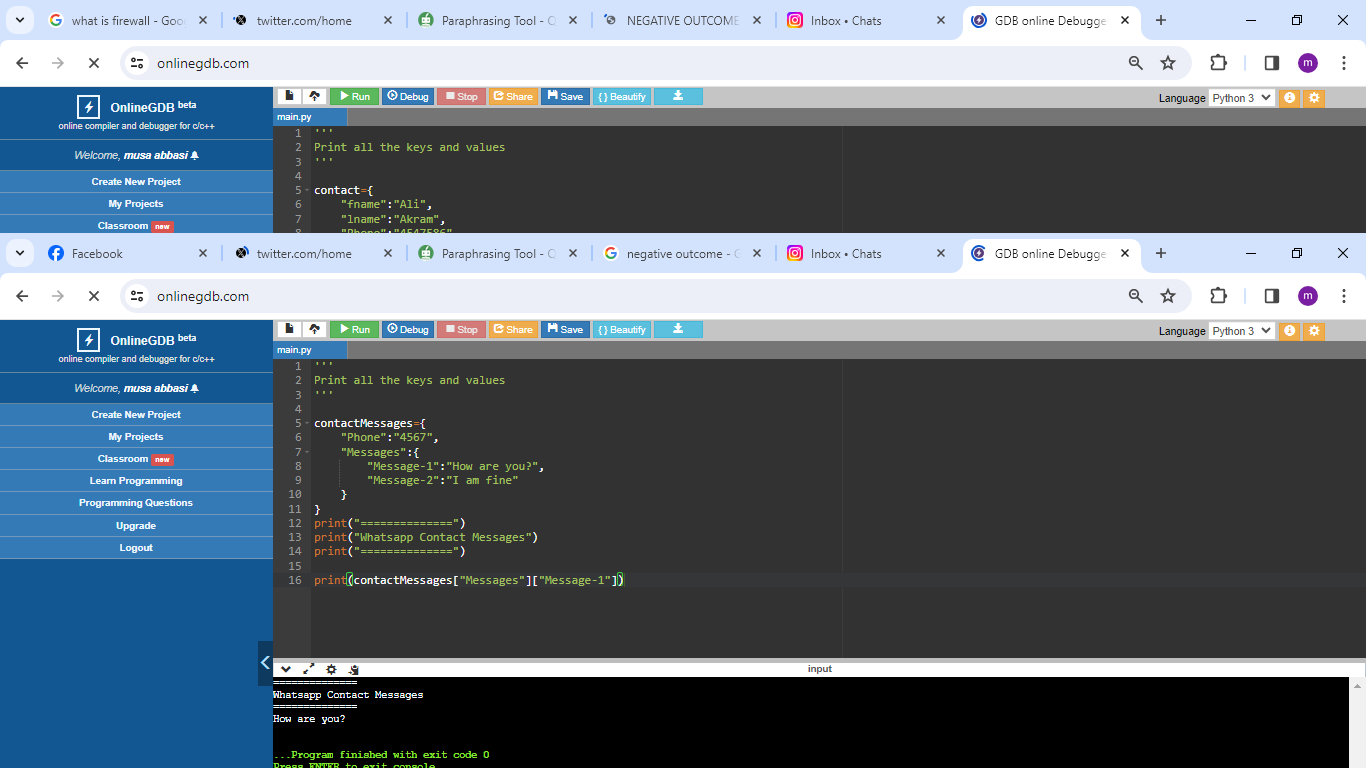 what is firewall - Goo
twitter.com/home
Paraphrasing Tool - Q
NEGATIVE OUTCOME
Inbox • Chats
GDB online Debugge
onlinegdb.com
m
OnlineGDB beta
online compiler and debugger for c/c++
Welcome, musa abbasi
Create New Project
My Projects
Classroom new
Run Debug Stop Share Save { } Beautify
Language Python 3
main.py
1 '''
2 Print all the keys and values
3 '''
4
5 contact={
6 "fname":"Ali",
7 "lname":"Akram",
8 "Phone":"4547586"
Facebook
twitter.com/home
Paraphrasing Tool - Q
negative outcome - G
Inbox • Chats
GDB online Debugge
onlinegdb.com
m
OnlineGDB beta
online compiler and debugger for c/c++
Welcome, musa abbasi
Create New Project
My Projects
Classroom new
Learn Programming
Programming Questions
Upgrade
Logout
Run Debug Stop Share Save { } Beautify
Language Python 3
main.py
1 '''
2 Print all the keys and values
3 '''
4
5 contactMessages={
6 "Phone":"4567",
7 "Messages":{
8 "Message-1":"How are you?",
9 "Message-2":"I am fine"
10 }
11 }
12 print("==============")
13 print("Whatsapp Contact Messages")
14 print("==============")
15
16 print(contactMessages["Messages"]["Message-1"])
input
==============
Whatsapp Contact Messages
==============
How are you?
...Program finished with exit code 0
Press ENTER to exit console.